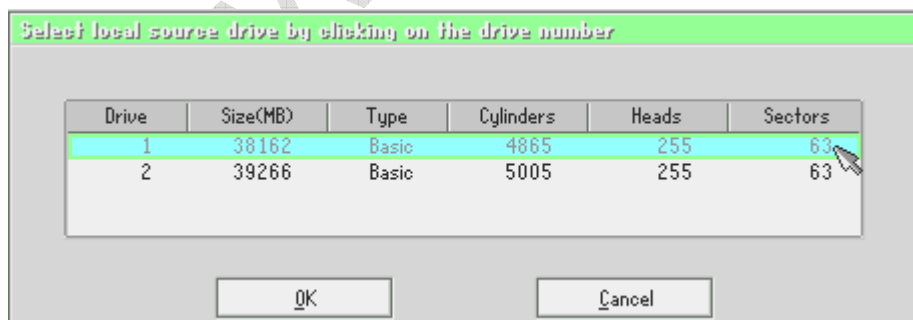 Select local source drive by clicking on the drive number
Drive Size(MB) Type Cylinders Heads Sectors
1 38162 Basic 4865 255 63
2 39266 Basic 5005 255 63
OK Cancel